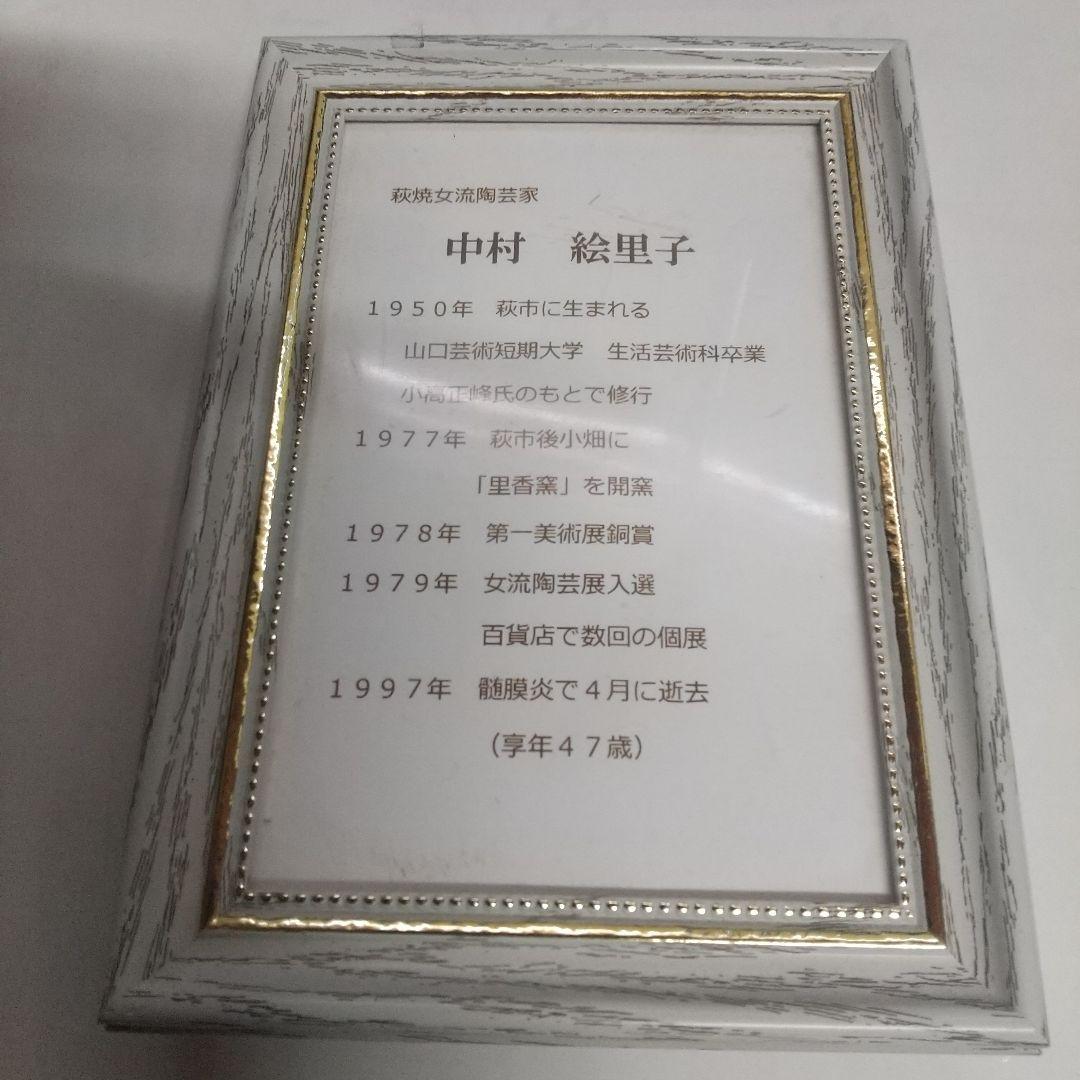 萩焼女流陶芸家
中村　絵里子
１９５０年　萩市に生まれる
山口芸術短期大学　生活芸術科卒業
小高正峰氏のもとで修行
１９７７年　萩市後小畑に
「里香窯」を開窯
１９７８年　第一美術展銅賞
１９７９年　女流陶芸展入選
百貨店で数回の個展
１９９７年　髄膜炎で４月に逝去
（享年４７歳）